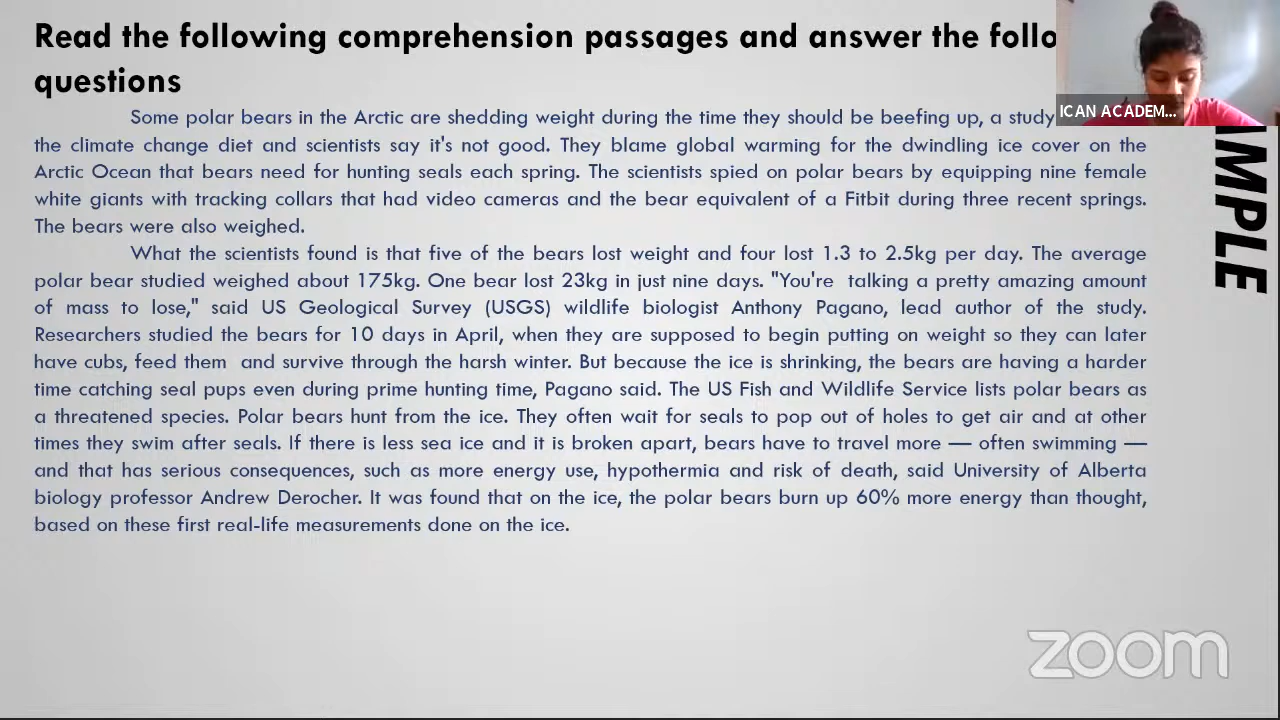 Read the following comprehension passages and answer the follo
questions
ICAN ACADEM...
Some polar bears in the Arctic are shedding weight during the time they should be beefing up, a study
the climate change diet and scientists say it's not good. They blame global warming for the dwindling ice cover on the
Arctic Ocean that bears need for hunting seals each spring. The scientists spied on polar bears by equipping nine female
white giants with tracking collars that had video cameras and the bear equivalent of a Fitbit during three recent springs.
The bears were also weighed.
What the scientists found is that five of the bears lost weight and four lost 1.3 to 2.5kg per day. The average
polar bear studied weighed about 175kg. One bear lost 23kg in just nine days. "You're talking a pretty amazing amount
of mass to lose," said US Geological Survey (USGS) wildlife biologist Anthony Pagano, lead author of the study.
Researchers studied the bears for 10 days in April, when they are supposed to begin putting on weight so they can later
have cubs, feed them and survive through the harsh winter. But because the ice is shrinking, the bears are having a harder
time catching seal pups even during prime hunting time, Pagano said. The US Fish and Wildlife Service lists polar bears as
a threatened species. Polar bears hunt from the ice. They often wait for seals to pop out of holes to get air and at other
times they swim after seals. If there is less sea ice and it is broken apart, bears have to travel more — often swimming —
and that has serious consequences, such as more energy use, hypothermia and risk of death, said University of Alberta
biology professor Andrew Derocher. It was found that on the ice, the polar bears burn up 60% more energy than thought,
based on these first real-life measurements done on the ice.
AMPLE
zoom